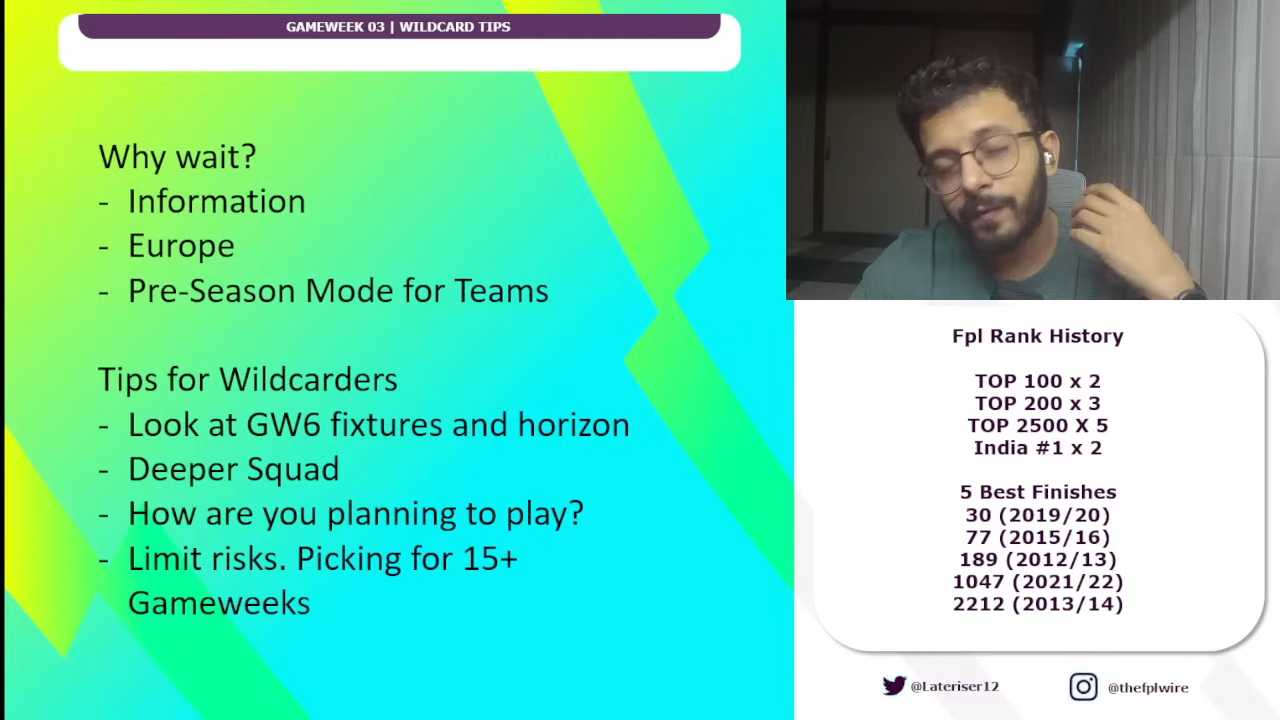 GAMEWEEK 03 | WILDCARD TIPS
Why wait?
- Information
- Europe
- Pre-Season Mode for Teams
Tips for Wildcarders
- Look at GW6 fixtures and horizon
- Deeper Squad
- How are you planning to play?
- Limit risks. Picking for 15+
Gameweeks
Fpl Rank History
TOP 100 x 2
TOP 200 x 3
TOP 2500 X 5
India #1 x 2
5 Best Finishes
30 (2019/20)
77 (2015/16)
189 (2012/13)
1047 (2021/22)
2212 (2013/14)
@Lateriser12
@thefplwire